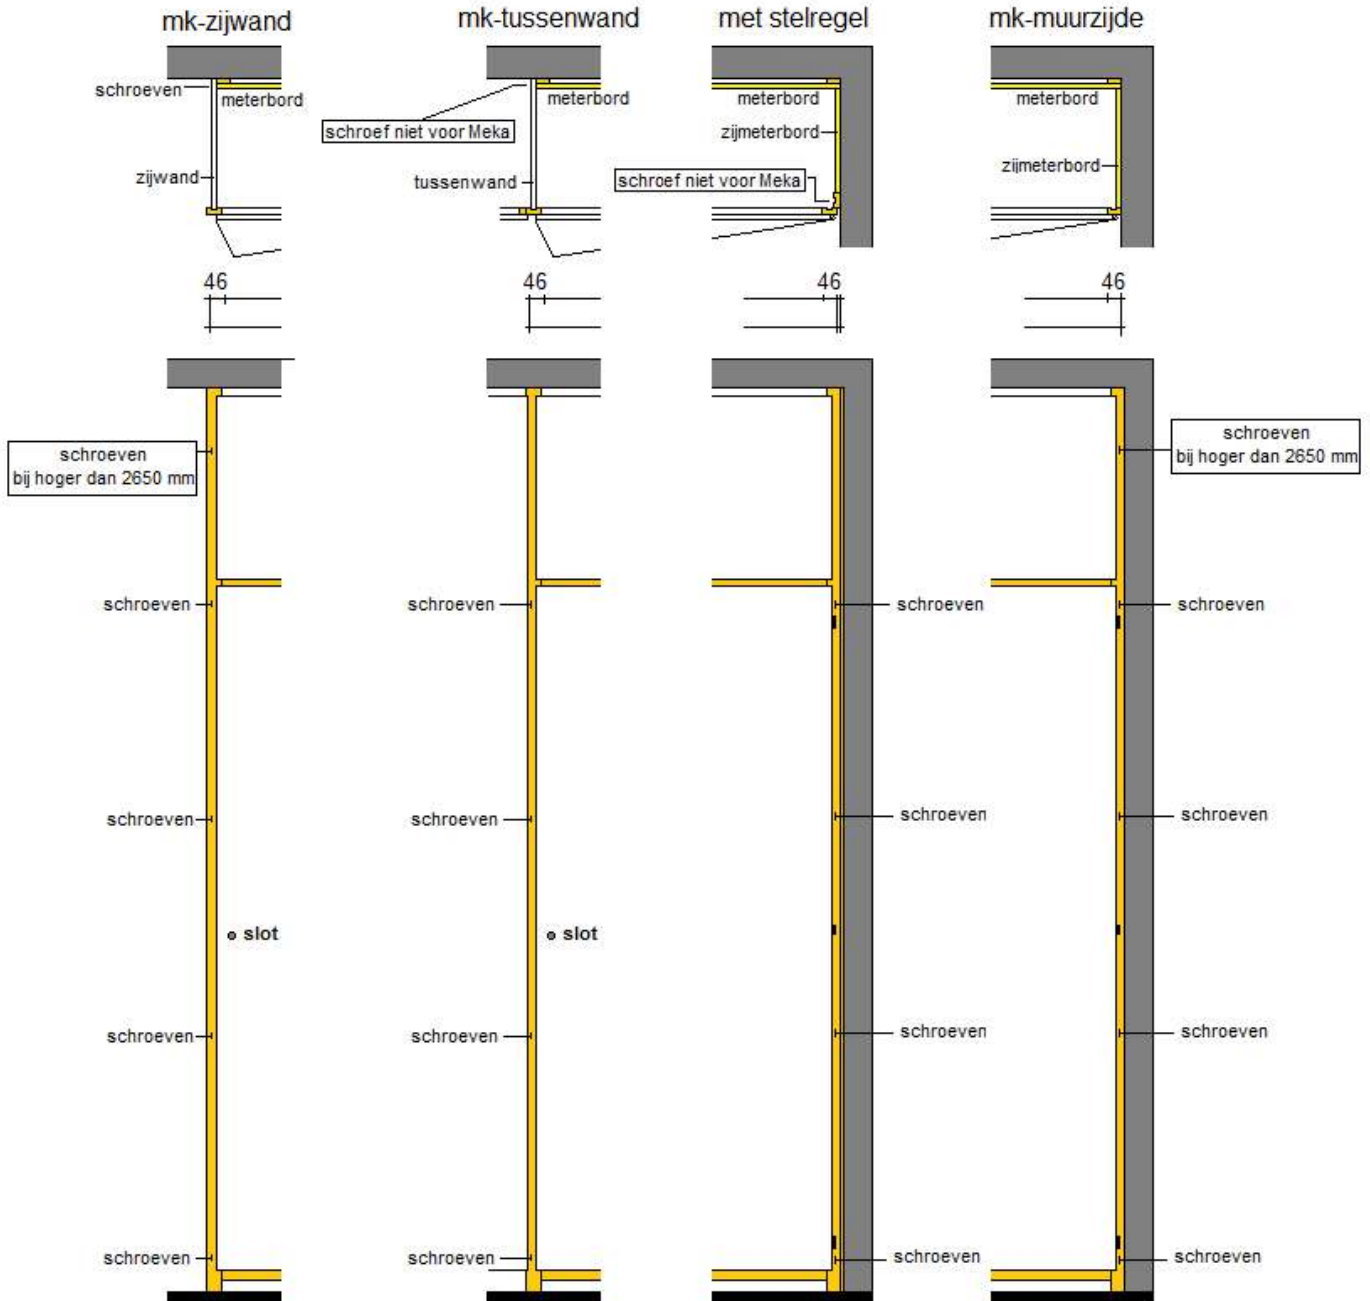 mk-zijwand
mk-tussenwand
met stelregel
mk-muurzijde
schroeven
meterbord
meterbord
meterbord
meterbord
schroef niet voor Meka
zijmeterbord
zijmeterbord
zijwand
tussenwand
schroef niet voor Meka
46
46
46
46
schroeven
bij hoger dan 2650 mm
schroeven
bij hoger dan 2650 mm
schroeven
schroeven
schroeven
schroeven
schroeven
schroeven
schroeven
schroeven
slot
slot
schroeven
schroeven
schroeven
schroeven
schroeven
schroeven
schroeven
schroeven